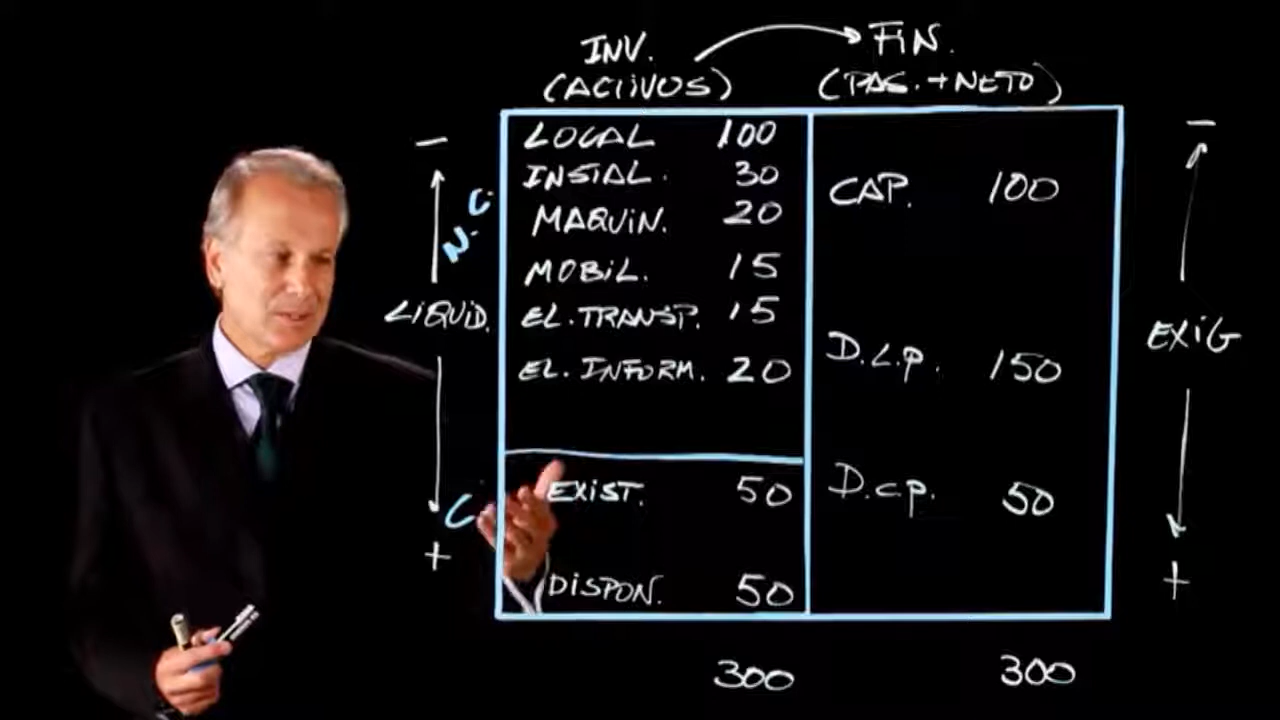 INV. FiN.
(ACTIVOS) (PAS. + NETO)
− −
LOCAL 100
INSTAL. 30
CAP. 100
N.C.
MAQUiN. 20
MOBiL. 15
LiQUiD. EL.TRANSP. 15
EXiG
D.L.P. 150
EL. INFORM. 20
EXiST. 50
D.C.P. 50
C.
+ +
DiSPON. 50
300 300